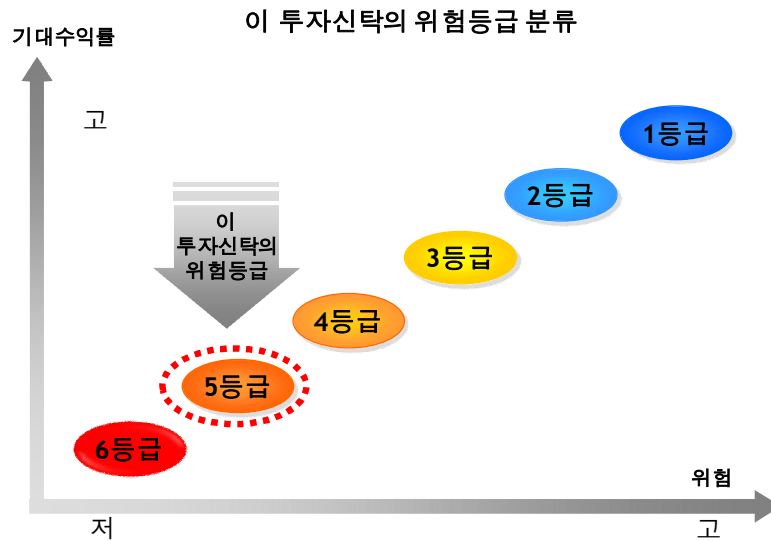 이 투자신탁의 위험등급 분류
기대수익률
고
1등급
2등급
이
투자신탁의
위험등급
3등급
4등급
5등급
6등급
위험
저
고